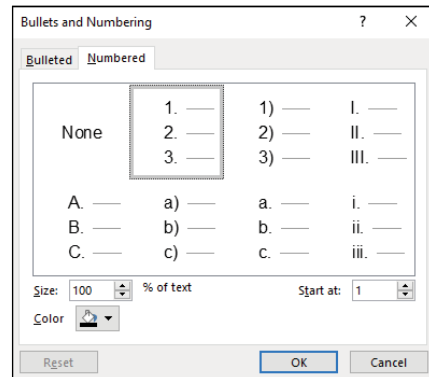 Bullets and Numbering ? ×
Bulleted Numbered
None
1.
2.
3.
1)
2)
3)
I.
II.
III.
A.
B.
C.
a)
b)
c)
a.
b.
c.
i.
ii.
iii.
Size: 100 % of text Start at: 1
Color
Reset OK Cancel